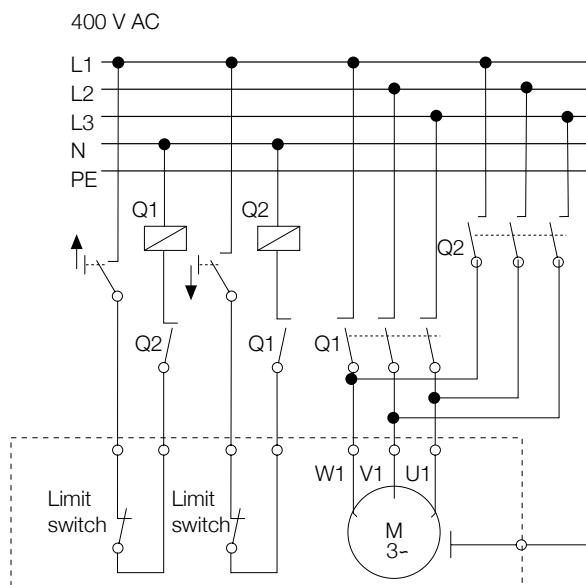 400 V AC
L1
L2
L3
N
PE
Q1
Q2
Q2
Q2
Q1
Q1
W1 V1 U1
Limit
switch
Limit
switch
M
3~